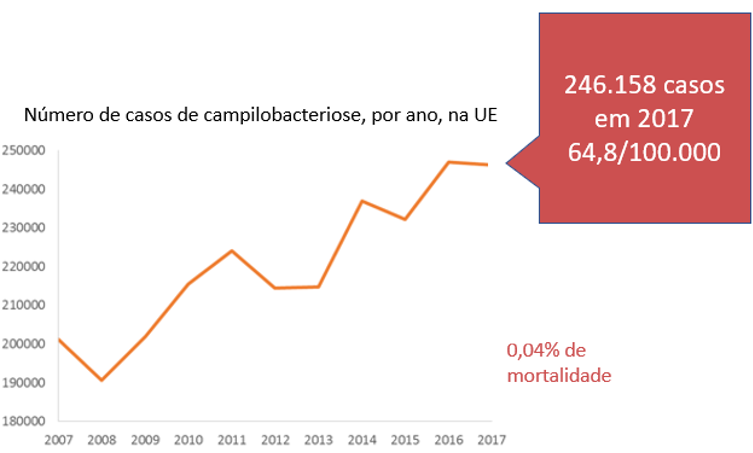 246.158 casos
em 2017
64,8/100.000
Número de casos de campilobacteriose, por ano, na UE
250000
240000
230000
220000
210000
200000
190000
180000
2007 2008 2009 2010 2011 2012 2013 2014 2015 2016 2017
0,04% de
mortalidade